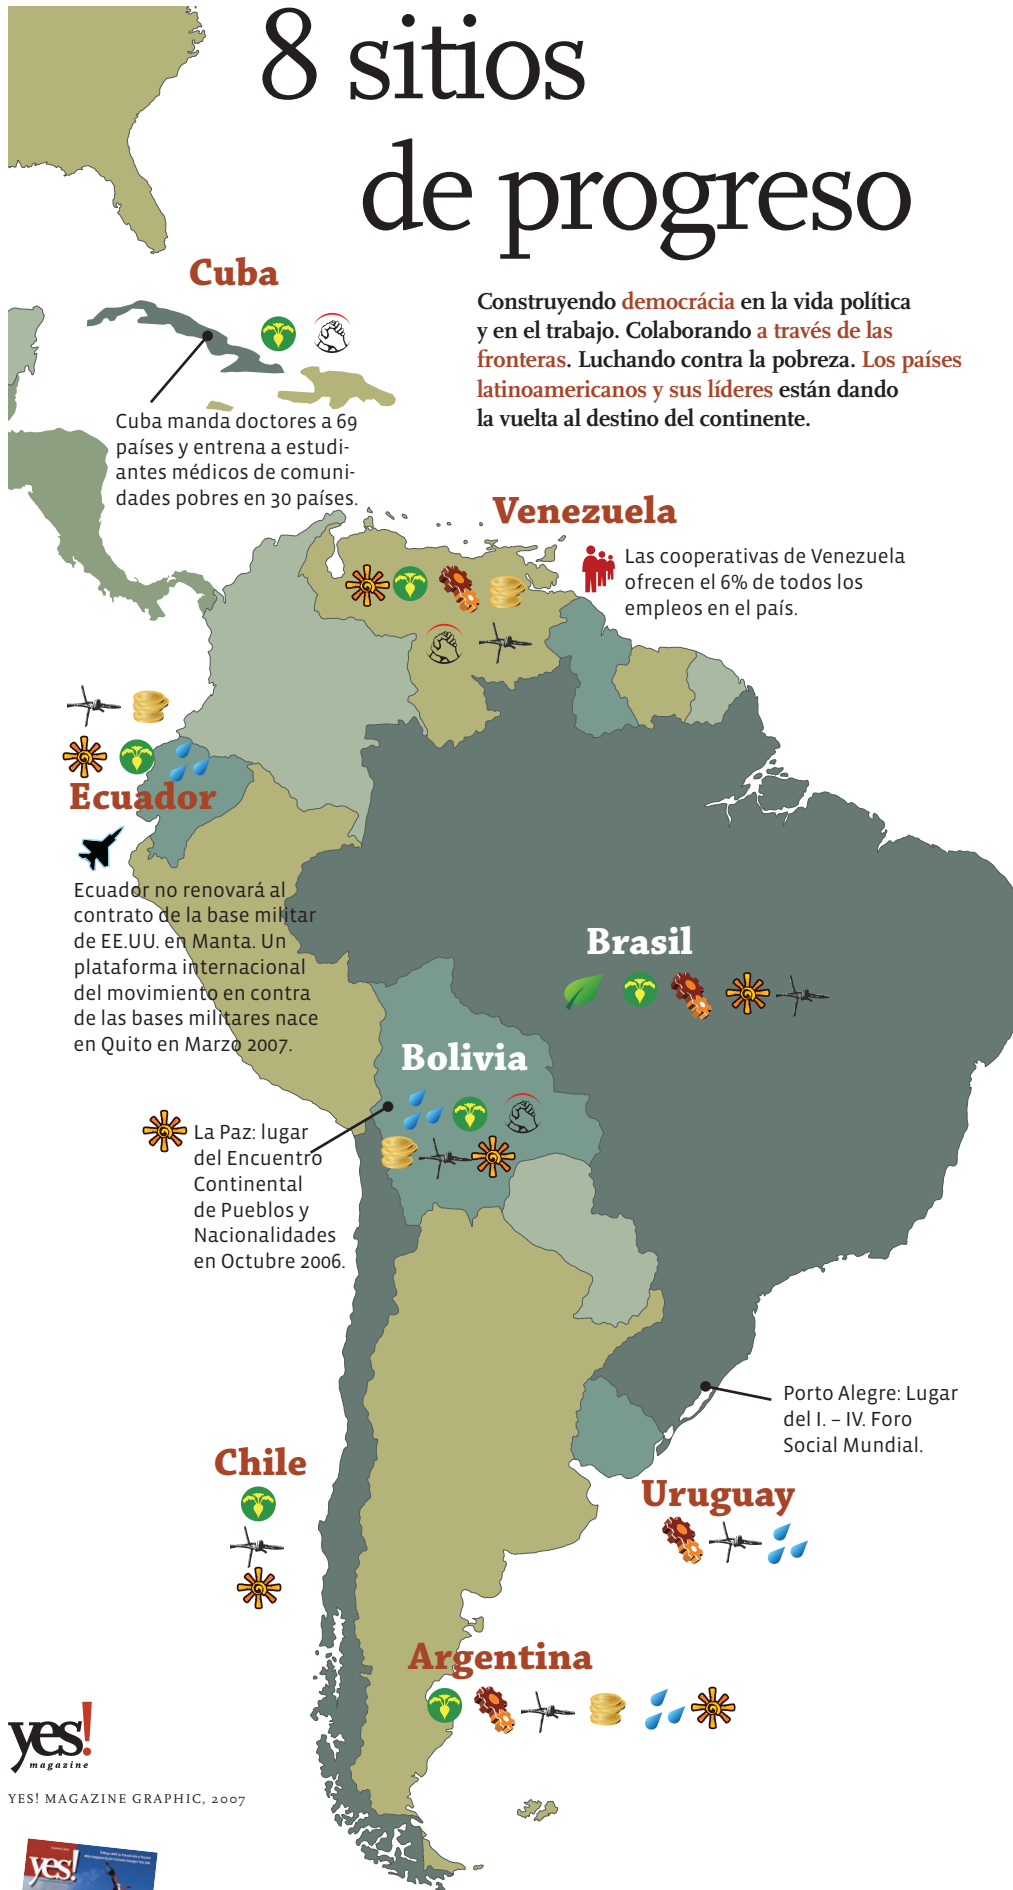 8 sitios
de progreso
Construyendo democrácia en la vida política
y en el trabajo. Colaborando a través de las
fronteras. Luchando contra la pobreza. Los países
latinoamericanos y sus líderes están dando
la vuelta al destino del continente.
Cuba
Cuba manda doctores a 69
países y entrena a estudi-
antes médicos de comuni-
dades pobres en 30 países.
Venezuela
Las cooperativas de Venezuela
ofrecen el 6% de todos los
empleos en el país.
Ecuador
Ecuador no renovará al
contrato de la base militar
de EE.UU. en Manta. Un
plataforma internacional
del movimiento en contra
de las bases militares nace
en Quito en Marzo 2007.
Brasil
Bolivia
La Paz: lugar
del Encuentro
Continental
de Pueblos y
Nacionalidades
en Octubre 2006.
Porto Alegre: Lugar
del I. – IV. Foro
Social Mundial.
Chile
Uruguay
Argentina
yes!
magazine
YES! MAGAZINE GRAPHIC, 2007
yes!